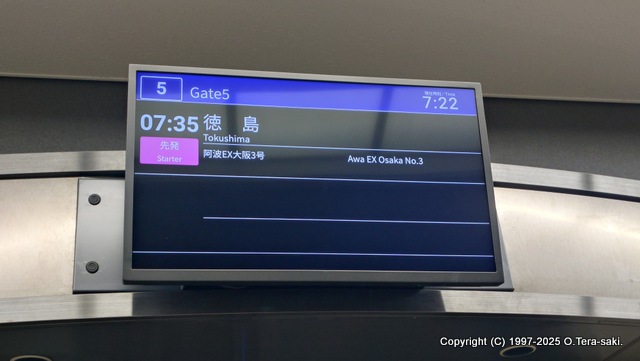 5
Gate5
現在時刻/Time
7:22
07:35
徳 島
Tokushima
先発
Starter
阿波EX大阪3号
Awa EX Osaka No.3
Copyright (C) 1997-2025 O.Tera-saki.